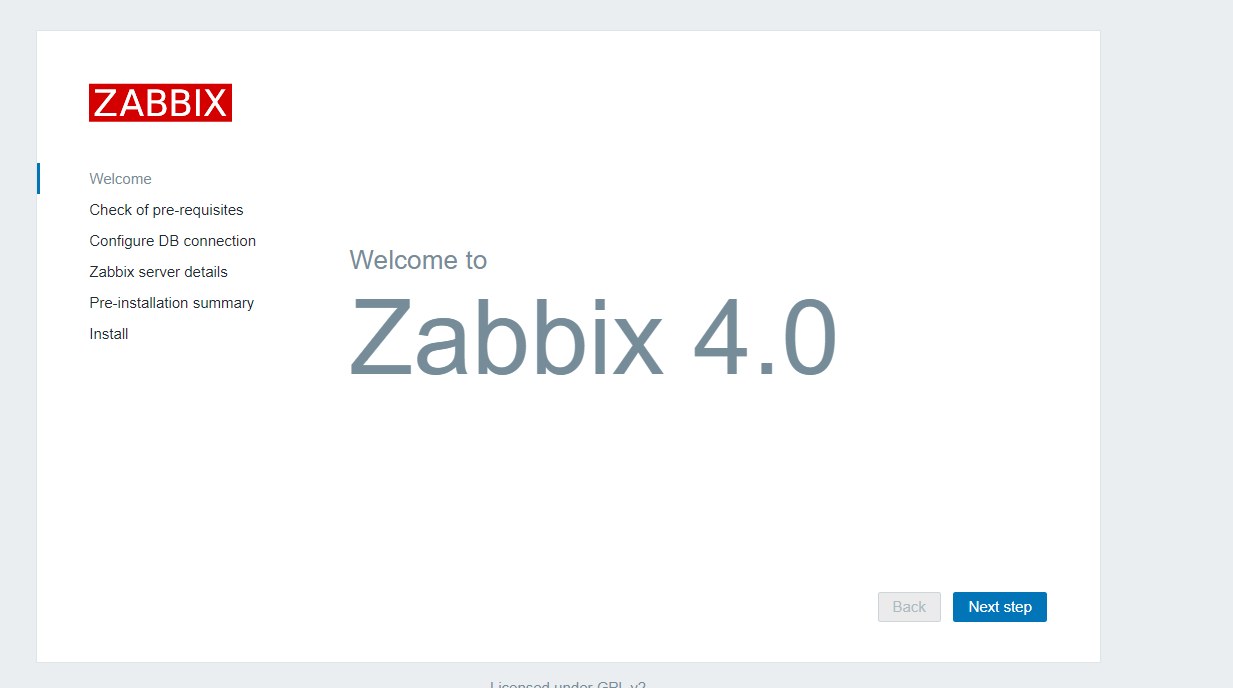 ZABBIX
Welcome
Check of pre-requisites
Configure DB connection
Zabbix server details
Pre-installation summary
Install
Welcome to
Zabbix 4.0
Back
Next step
Licensed under GPL v2